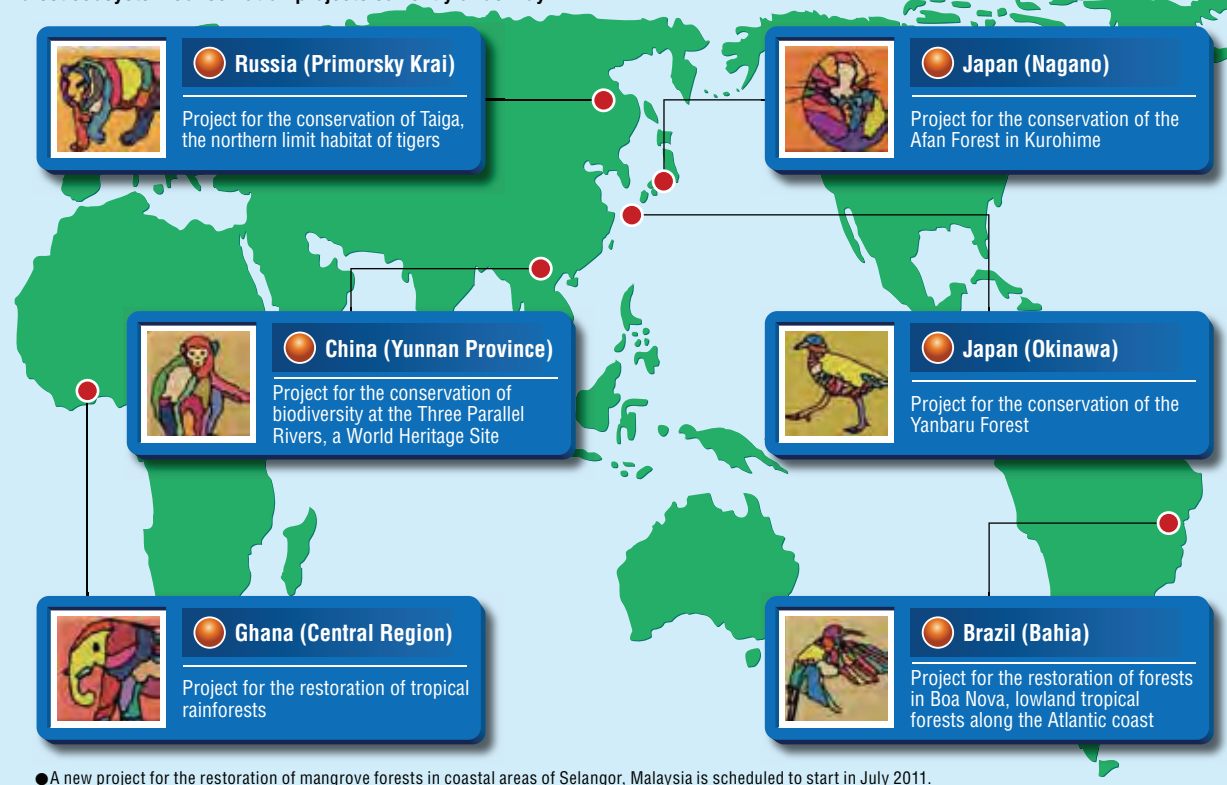 Russia (Primorsky Krai)
Project for the conservation of Taiga,
the northern limit habitat of tigers
Japan (Nagano)
Project for the conservation of the
Afan Forest in Kurohime
China (Yunnan Province)
Project for the conservation of
biodiversity at the Three Parallel
Rivers, a World Heritage Site
Japan (Okinawa)
Project for the conservation of the
Yanbaru Forest
Ghana (Central Region)
Project for the restoration of tropical
rainforests
Brazil (Bahia)
Project for the restoration of forests
in Boa Nova, lowland tropical
forests along the Atlantic coast
●A new project for the restoration of mangrove forests in coastal areas of Selangor, Malaysia is scheduled to start in July 2011.